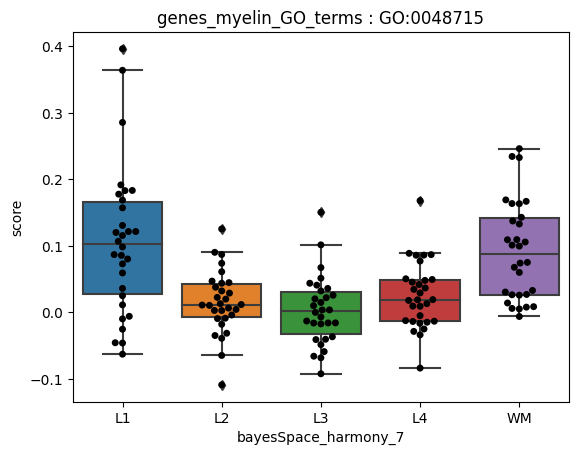 genes_myelin_GO_terms : GO:0048715
0.4
0.3
0.2
0.1
0.0
−0.1
score
L1 L2 L3 L4 WM
bayesSpace_harmony_7